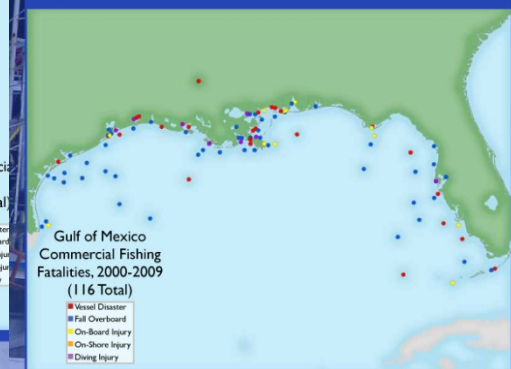 Gulf of Mexico
Commercial Fishing
Fatalities, 2000-2009
(116 Total)
Vessel Disaster
Fall Overboard
On-Board Injury
On-Shore Injury
Diving Injury